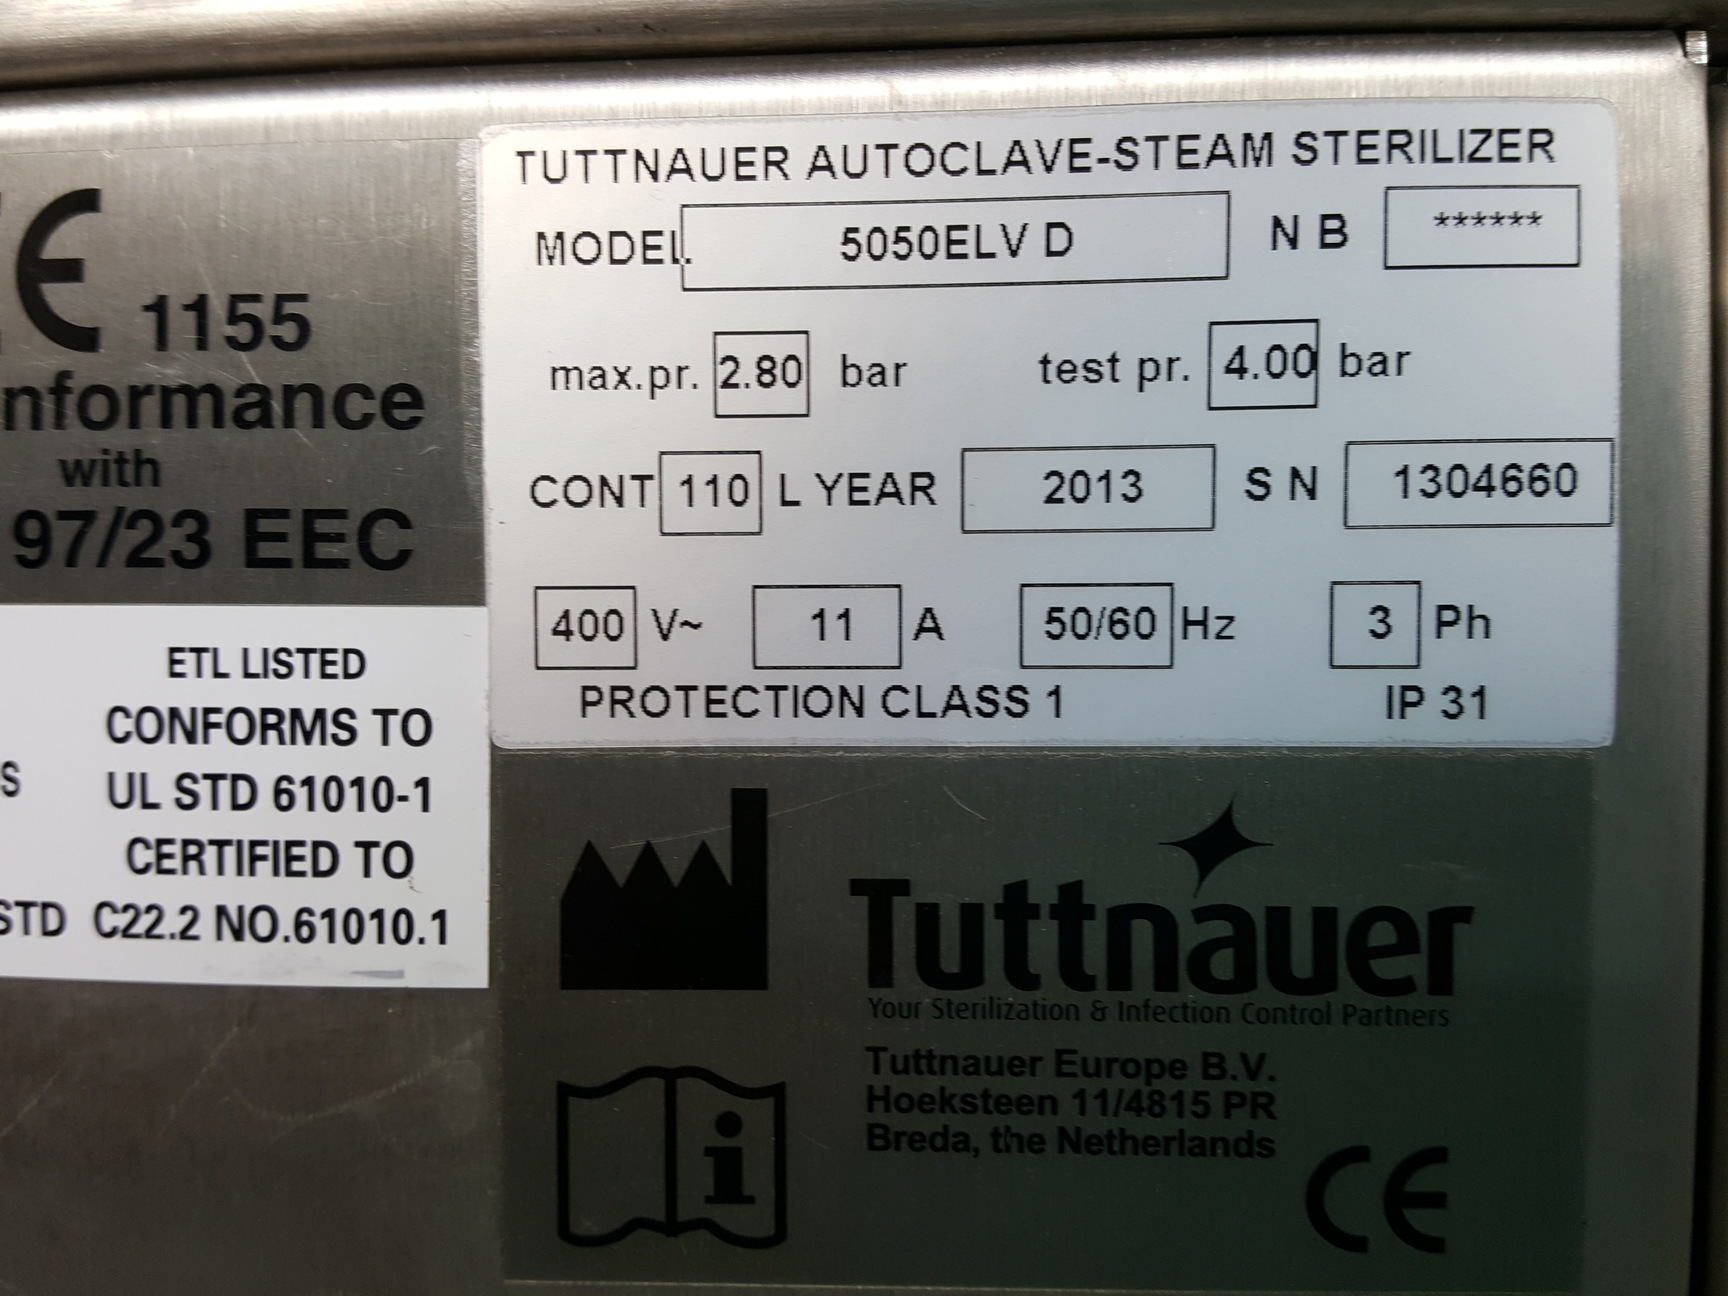 TUTTNAUER AUTOCLAVE-STEAM STERILIZER
MODEL. 5050ELV D N B ******
max.pr. 2.80 bar test pr. 4.00 bar
CONT 110 L YEAR 2013 S N 1304660
400 V~ 11 A 50/60 Hz 3 Ph
PROTECTION CLASS 1 IP 31
CE 1155
nformance
with
97/23 EEC
ETL LISTED
CONFORMS TO
S UL STD 61010-1
CERTIFIED TO
STD C22.2 NO.61010.1
Tuttnauer
Your Sterilization & Infection Control Partners
Tuttnauer Europe B.V.
Hoeksteen 11/4815 PR
Breda, the Netherlands
CE